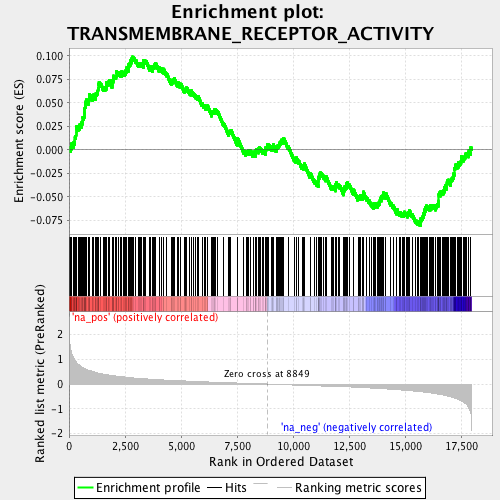 Enrichment plot:
TRANSMEMBRANE_RECEPTOR_ACTIVITY
Enrichment score (ES)
0.100
0.075
0.050
0.025
0.000
-0.025
-0.050
-0.075
'na_pos' (positively correlated)
Zero cross at 8849
'na_neg' (negatively correlated)
Ranked list metric (PreRanked)
2
1
0
-1
-2
0
2,500
5,000
7,500
10,000
12,500
15,000
17,500
Rank in Ordered Dataset
Enrichment profile
Hits
Ranking metric scores